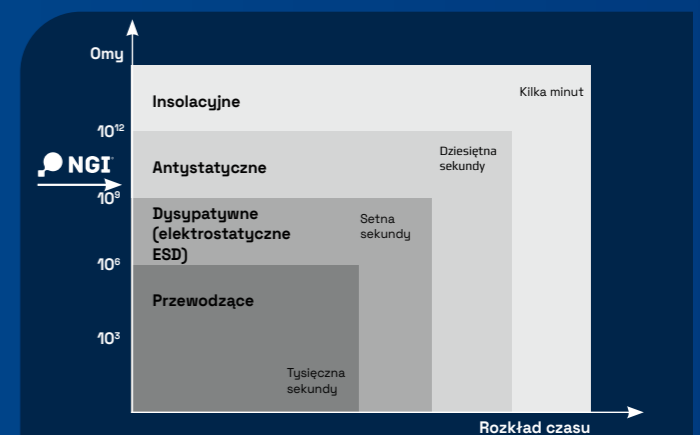 Omy
Insolacyjne
Kilka minut
10¹²
NGI
Antystatyczne
Dziesiętna
sekundy
10⁹
Dysypatywne
(elektrostatyczne
ESD)
Setna
sekundy
10⁶
Przewodzące
10³
Tysięczna
sekundy
Rozkład czasu